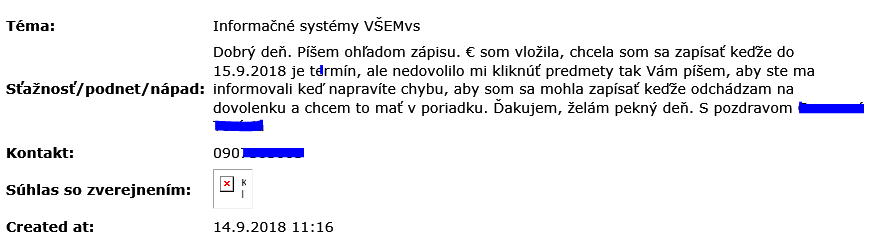 Téma: Informačné systémy VŠEMvs
Dobrý deň. Píšem ohľadom zápisu. € som vložila, chcela som sa zapísať keďže do
15.9.2018 je termín, ale nedovolilo mi kliknúť predmety tak Vám píšem, aby ste ma
Sťažnosť/podnet/nápad: informovali keď napravíte chybu, aby som sa mohla zapísať keďže odchádzam na
dovolenku a chcem to mať v poriadku. Ďakujem, želám pekný deň. S pozdravom
Kontakt: 090
Súhlas so zverejnením: K
Created at: 14.9.2018 11:16